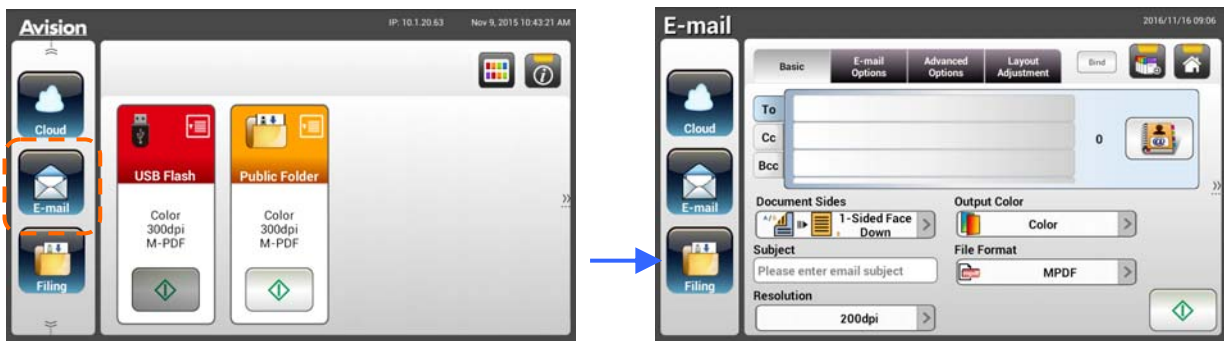 Avision
IP: 10.1.20.63
Nov 9, 2015 10:43:21 AM
Cloud
E-mail
Filing
USB Flash
Color
300dpi
M-PDF
Public Folder
Color
300dpi
M-PDF
E-mail
2016/11/16 09:06
Cloud
E-mail
Filing
Basic
E-mail
Options
Advanced
Options
Layout
Adjustment
Bind
To
Cc
Bcc
0
Document Sides
1-Sided Face
Down
Output Color
Color
Subject
Please enter email subject
File Format
MPDF
Resolution
200dpi